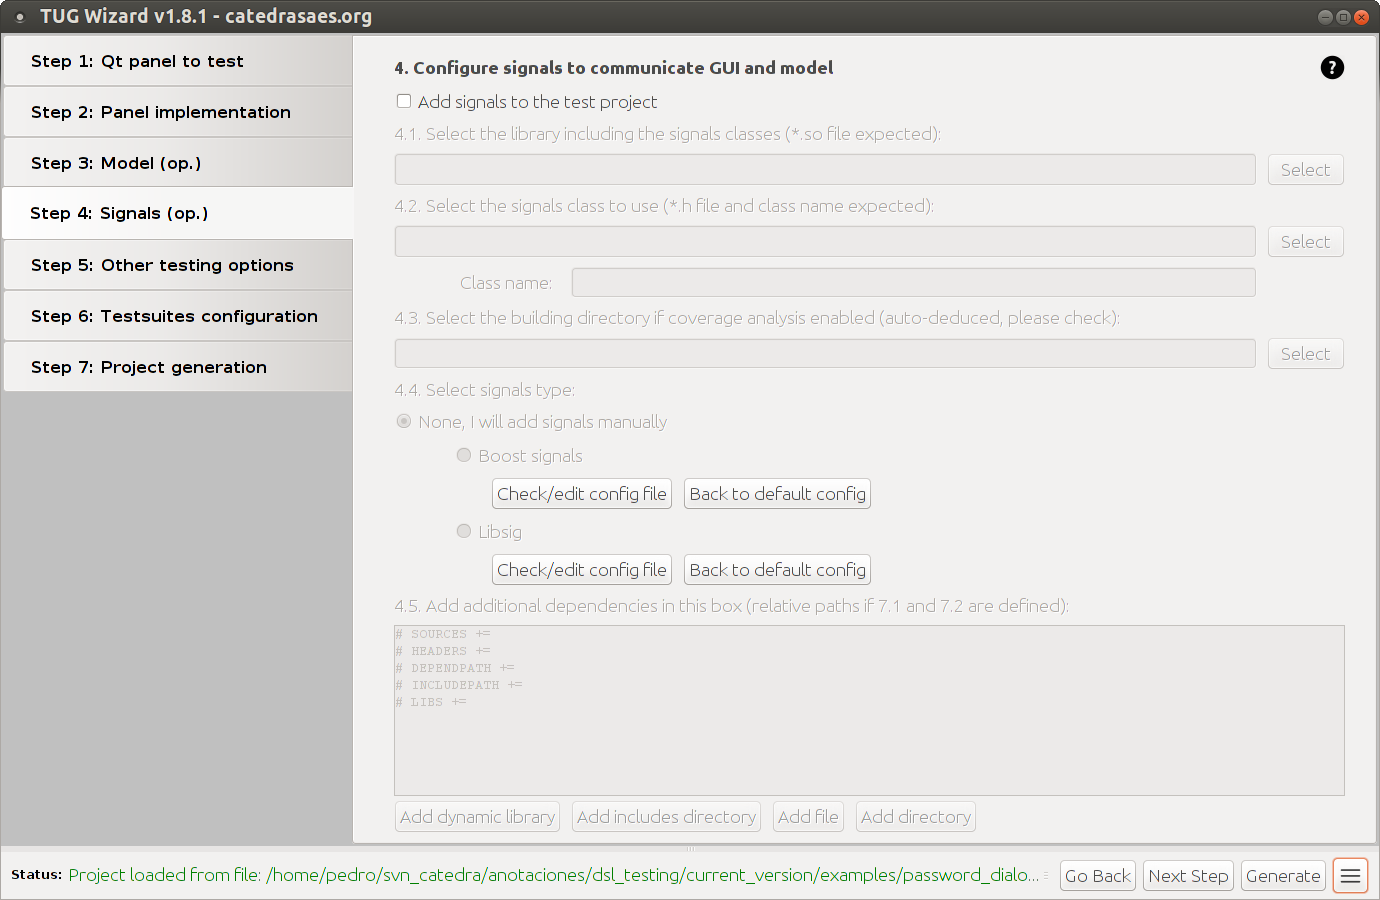 TUG Wizard v1.8.1 - catedrasaes.org
Step 1: Qt panel to test
Step 2: Panel implementation
Step 3: Model (op.)
Step 4: Signals (op.)
Step 5: Other testing options
Step 6: Testsuites configuration
Step 7: Project generation
4. Configure signals to communicate GUI and model
?
Add signals to the test project
4.1. Select the library including the signals classes (*.so file expected):
Select
4.2. Select the signals class to use (*.h file and class name expected):
Select
Class name:
4.3. Select the building directory if coverage analysis enabled (auto-deduced, please check):
Select
4.4. Select signals type:
None, I will add signals manually
Boost signals
Check/edit config file Back to default config
Libsig
Check/edit config file Back to default config
4.5. Add additional dependencies in this box (relative paths if 7.1 and 7.2 are defined):
# SOURCES +=
# HEADERS +=
# DEPENDPATH +=
# INCLUDEPATH +=
# LIBS +=
Add dynamic library Add includes directory Add file Add directory
Status: Project loaded from file: /home/pedro/svn_catedra/anotaciones/dsl_testing/current_version/examples/password_dialo... Go Back Next Step Generate